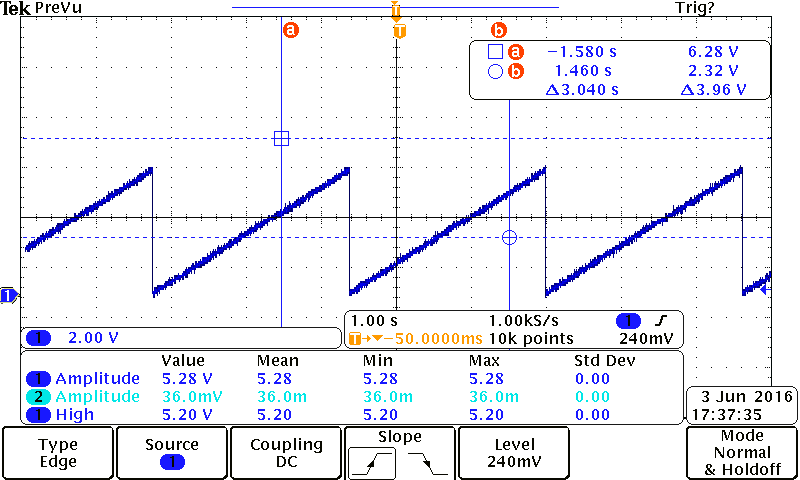 Tek PreVu Trig?
T
a T b
a −1.580 s 6.28 V
b 1.460 s 2.32 V
Δ3.040 s Δ3.96 V
1
1 2.00 V
1.00 s 1.00kS/s 1
T→▼−50.0000ms 10k points 240mV
Value Mean Min Max Std Dev
1 Amplitude 5.28 V 5.28 5.28 5.28 0.00
2 Amplitude 36.0mV 36.0m 36.0m 36.0m 0.00
1 High 5.20 V 5.20 5.20 5.20 0.00
3 Jun 2016
17:37:35
Type
Edge
Source
1
Coupling
DC
Slope
Level
240mV
Mode
Normal
& Holdoff